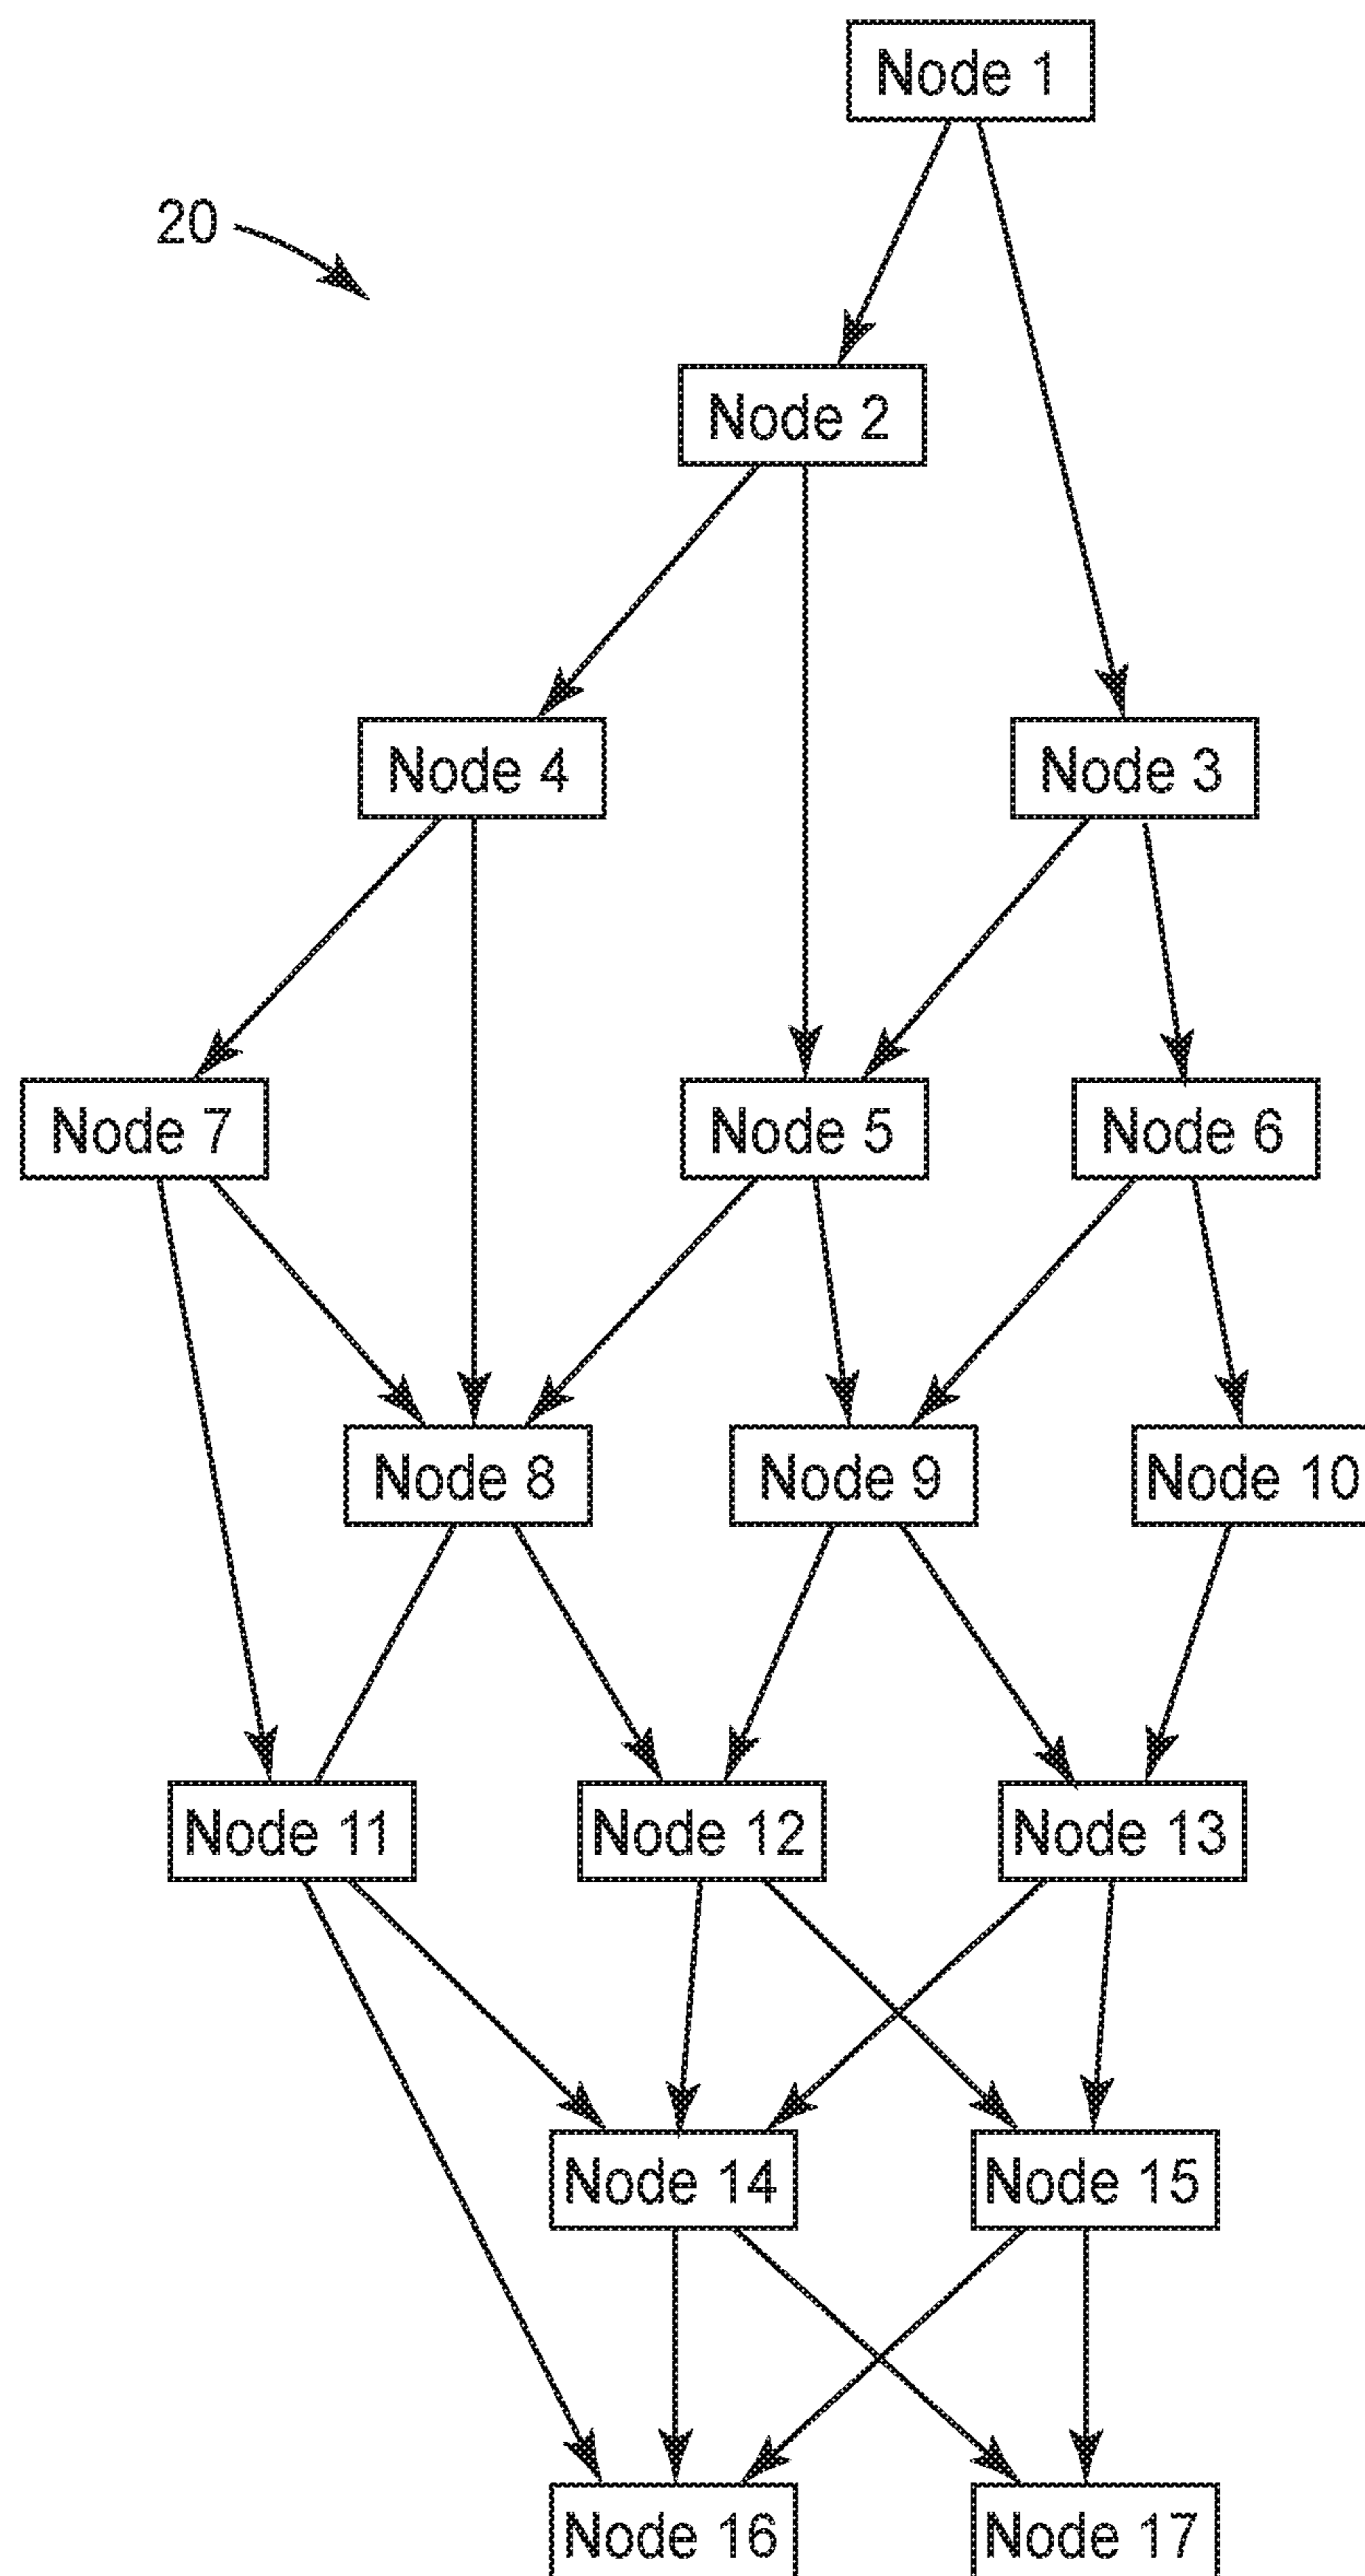 Node 1
20
Node 2
Node 4
Node 3
Node 7
Node 5
Node 6
Node 8
Node 9
Node 10
Node 11
Node 12
Node 13
Node 14
Node 15
Node 16
Node 17